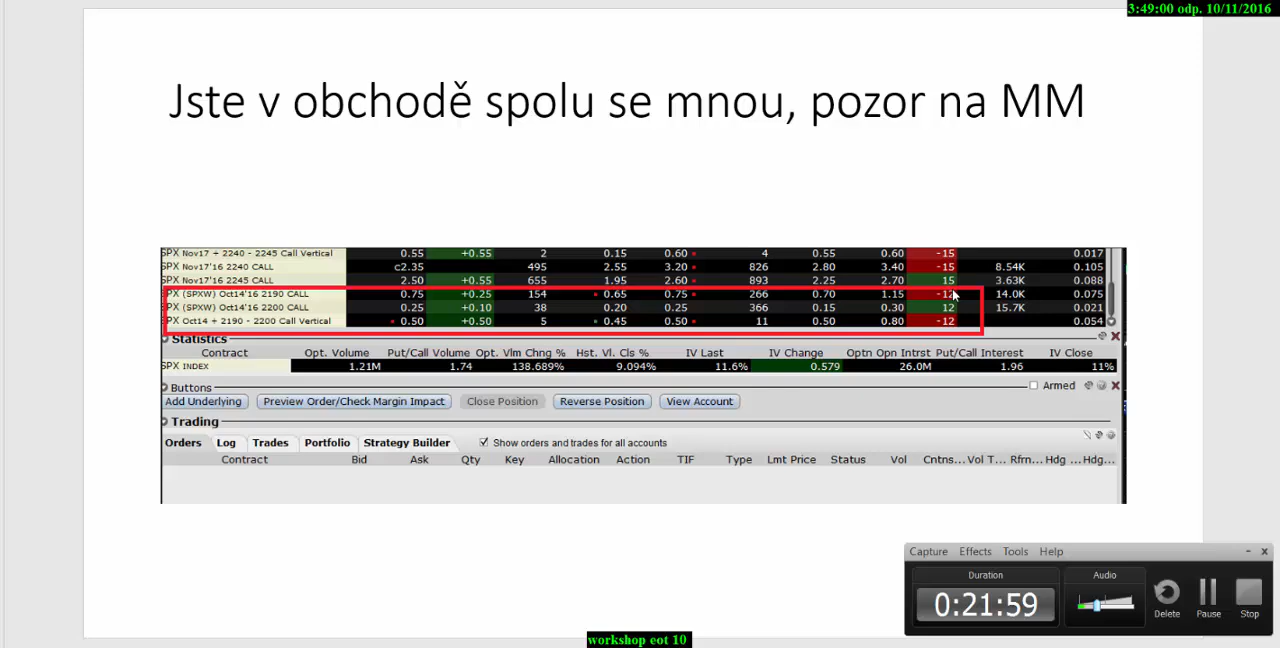 3:49:00 odp. 10/11/2016
Jste v obchodě spolu se mnou, pozor na MM
SPX Nov17 + 2240 - 2245 Call Vertical 0.55 +0.55 2 0.15 0.60 4 0.55 0.60 -15 0.017
SPX Nov17'16 2240 CALL c2.35 495 2.55 3.20 826 2.80 3.40 -15 8.54K 0.105
SPX Nov17'16 2245 CALL 2.50 +0.55 655 1.95 2.60 893 2.25 2.70 15 3.63K 0.088
SPX (SPXW) Oct14'16 2190 CALL 0.75 +0.25 154 0.65 0.75 266 0.70 1.15 -12 14.0K 0.075
SPX (SPXW) Oct14'16 2200 CALL 0.25 +0.10 38 0.20 0.25 366 0.15 0.30 12 15.7K 0.021
SPX Oct14 + 2190 - 2200 Call Vertical 0.50 +0.50 5 0.45 0.50 11 0.50 0.80 -12 0.054
Statistics
Contract Opt. Volume Put/Call Volume Opt. Vlm Chng % Hst. Vl. Cls % IV Last IV Change Optn Opn Intrst Put/Call Interest IV Close
SPX INDEX 1.21M 1.74 138.689% 9.094% 11.6% 0.579 26.0M 1.96 11%
Buttons Armed
Add Underlying Preview Order/Check Margin Impact Close Position Reverse Position View Account
Trading
Orders Log Trades Portfolio Strategy Builder Show orders and trades for all accounts
Contract Bid Ask Qty Key Allocation Action TIF Type Lmt Price Status Vol Cntns... Vol T... Rfrn... Hdg ... Hdg...
Capture Effects Tools Help
Duration Audio
0:21:59
Delete Pause Stop
workshop eot 10